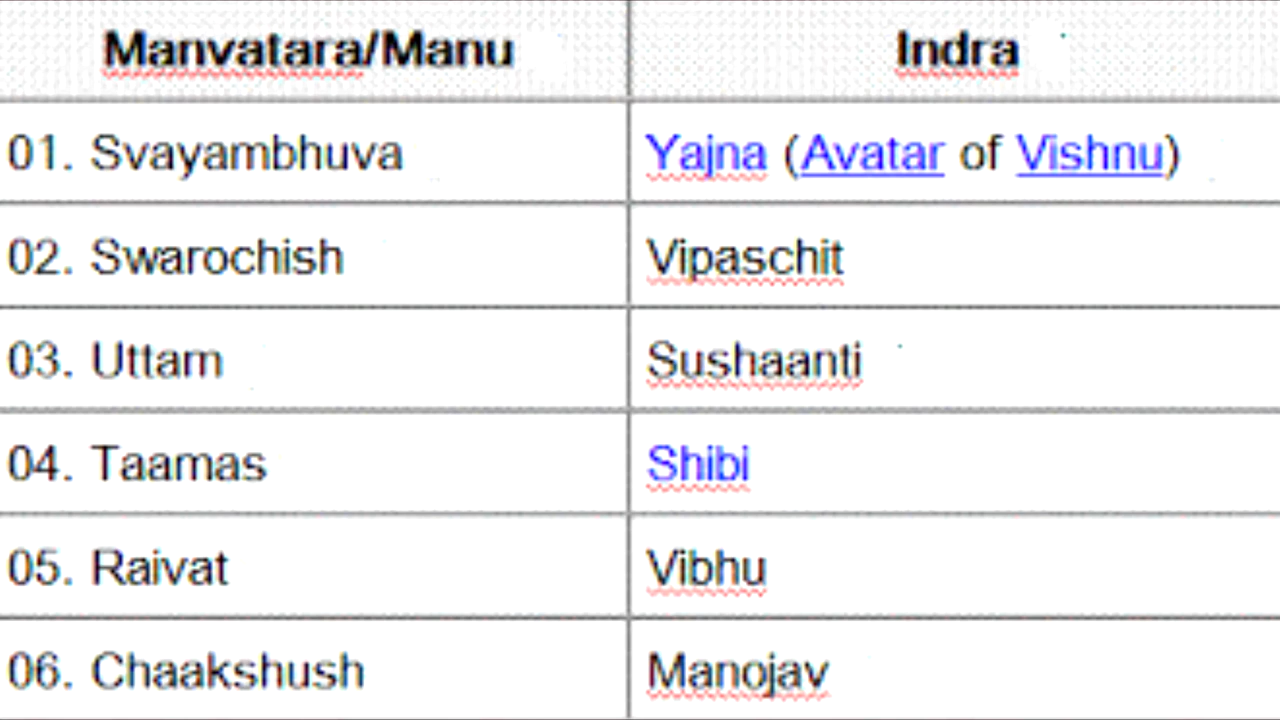 Manvatara/Manu Indra
01. Svayambhuva Yajna (Avatar of Vishnu)
02. Swarochish Vipaschit
03. Uttam Sushaanti
04. Taamas Shibi
05. Raivat Vibhu
06. Chaakshush Manojav